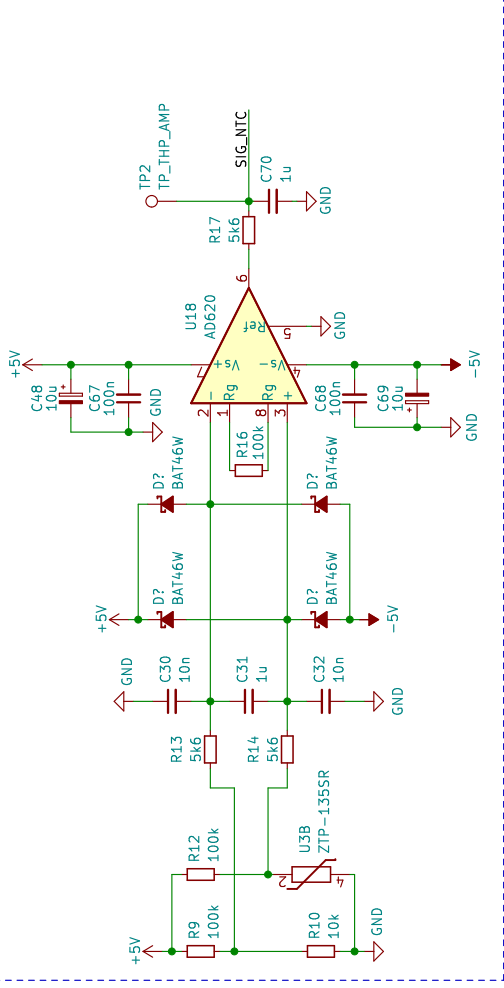 SIG_NTC
TP2
TP_THP_AMP
C70
1u
GND
R17
5k6
6
U18
AD620
Ref
5
GND
+5V
C48
10u
+
C67
100n
GND
7
Vs+
Vs-
4
-
Rg
Rg
+
2
1
8
3
R16
100k
C68
100n
C69
10u
+
-5V
GND
D?
BAT46W
D?
BAT46W
+5V
D?
BAT46W
D?
BAT46W
-5V
GND
C30
10n
C31
1u
C32
10n
GND
R13
5k6
R14
5k6
R12
100k
U3B
ZTP-135SR
2
4
+5V
R9
100k
R10
10k
GND